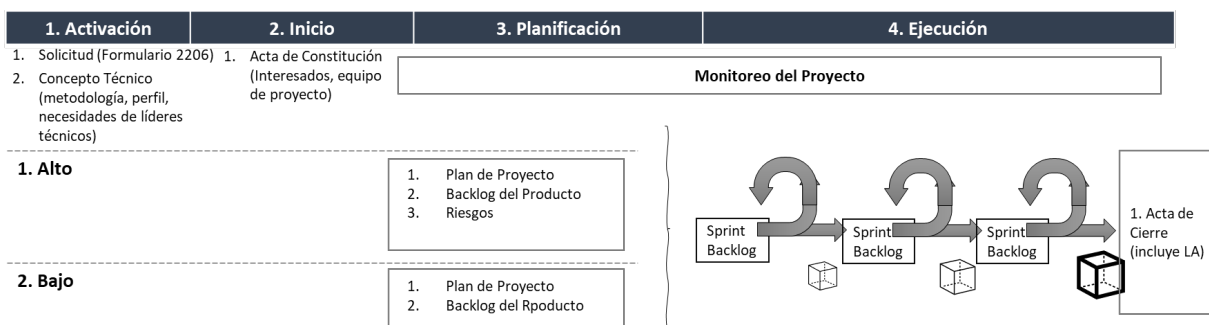 1. Activación
2. Inicio
3. Planificación
4. Ejecución
1. Solicitud (Formulario 2206)
2. Concepto Técnico
(metodología, perfil,
necesidades de líderes
técnicos)
1. Acta de Constitución
(Interesados, equipo
de proyecto)
Monitoreo del Proyecto
1. Alto
1. Plan de Proyecto
2. Backlog del Producto
3. Riesgos
Sprint
Backlog
Sprint
Backlog
Sprint
Backlog
1. Acta de
Cierre
(incluye LA)
2. Bajo
1. Plan de Proyecto
2. Backlog del Rpoducto